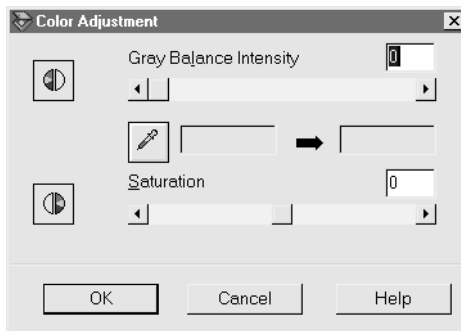 Color Adjustment
Gray Balance Intensity 0
Saturation 0
OK Cancel Help